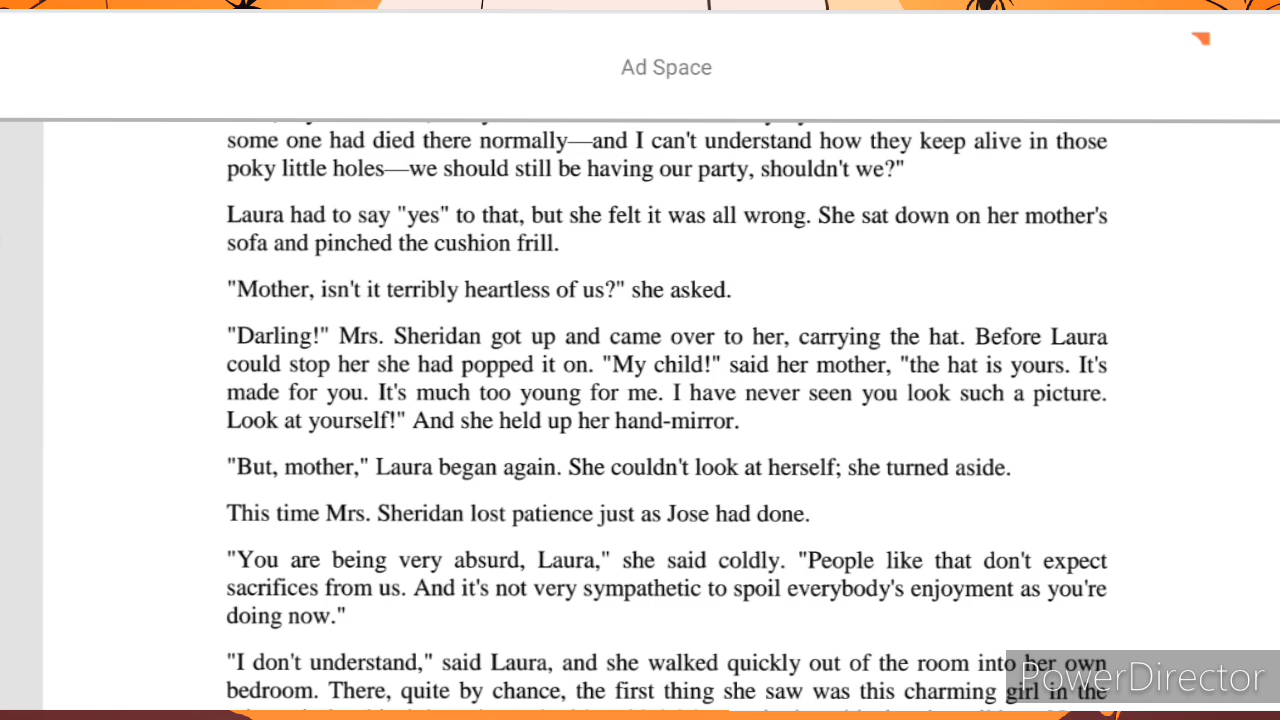 Ad Space
some one had died there normally—and I can't understand how they keep alive in those
poky little holes—we should still be having our party, shouldn't we?"
Laura had to say "yes" to that, but she felt it was all wrong. She sat down on her mother's
sofa and pinched the cushion frill.
"Mother, isn't it terribly heartless of us?" she asked.
"Darling!" Mrs. Sheridan got up and came over to her, carrying the hat. Before Laura
could stop her she had popped it on. "My child!" said her mother, "the hat is yours. It's
made for you. It's much too young for me. I have never seen you look such a picture.
Look at yourself!" And she held up her hand-mirror.
"But, mother," Laura began again. She couldn't look at herself; she turned aside.
This time Mrs. Sheridan lost patience just as Jose had done.
"You are being very absurd, Laura," she said coldly. "People like that don't expect
sacrifices from us. And it's not very sympathetic to spoil everybody's enjoyment as you're
doing now."
"I don't understand," said Laura, and she walked quickly out of the room into her own
bedroom. There, quite by chance, the first thing she saw was this charming girl in the
PowerDirector